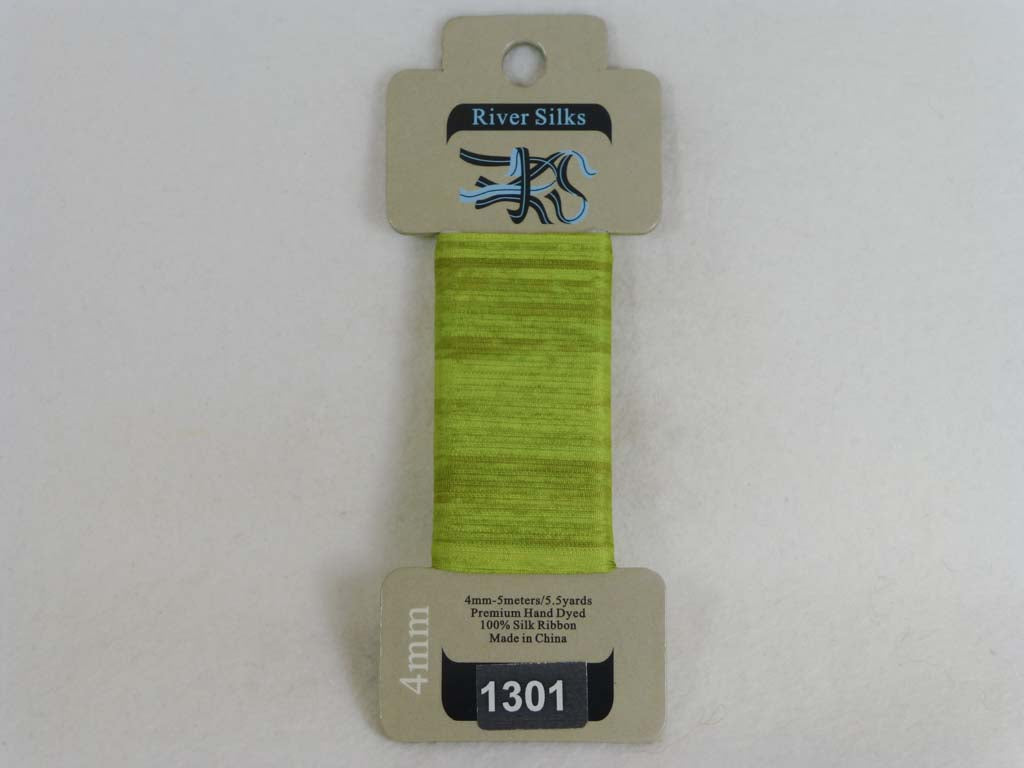 River Silks
RS
4mm
4mm-5meters/5.5yards
Premium Hand Dyed
100% Silk Ribbon
Made in China
1301